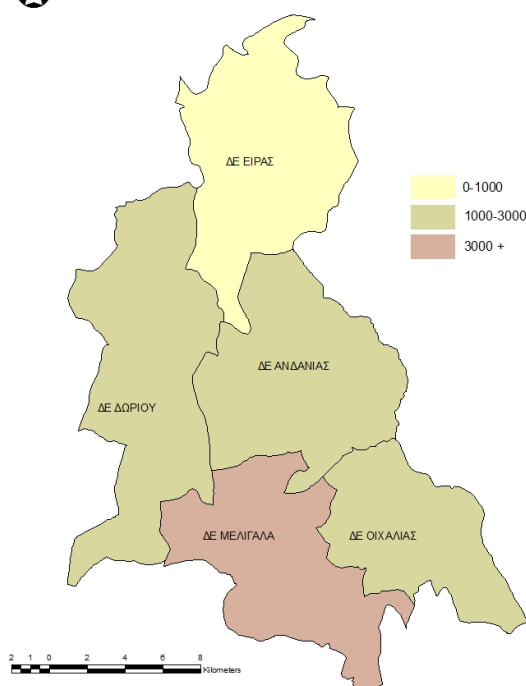 ΔΕ ΕΙΡΑΣ
0-1000
1000-3000
3000 +
ΔΕ ΑΝΔΑΝΙΑΣ
ΔΕ ΔΩΡΙΟΥ
ΔΕ ΜΕΛΙΓΑΛΑ
ΔΕ ΟΙΧΑΛΙΑΣ
2 1 0 2 4 6 8
Kilometers